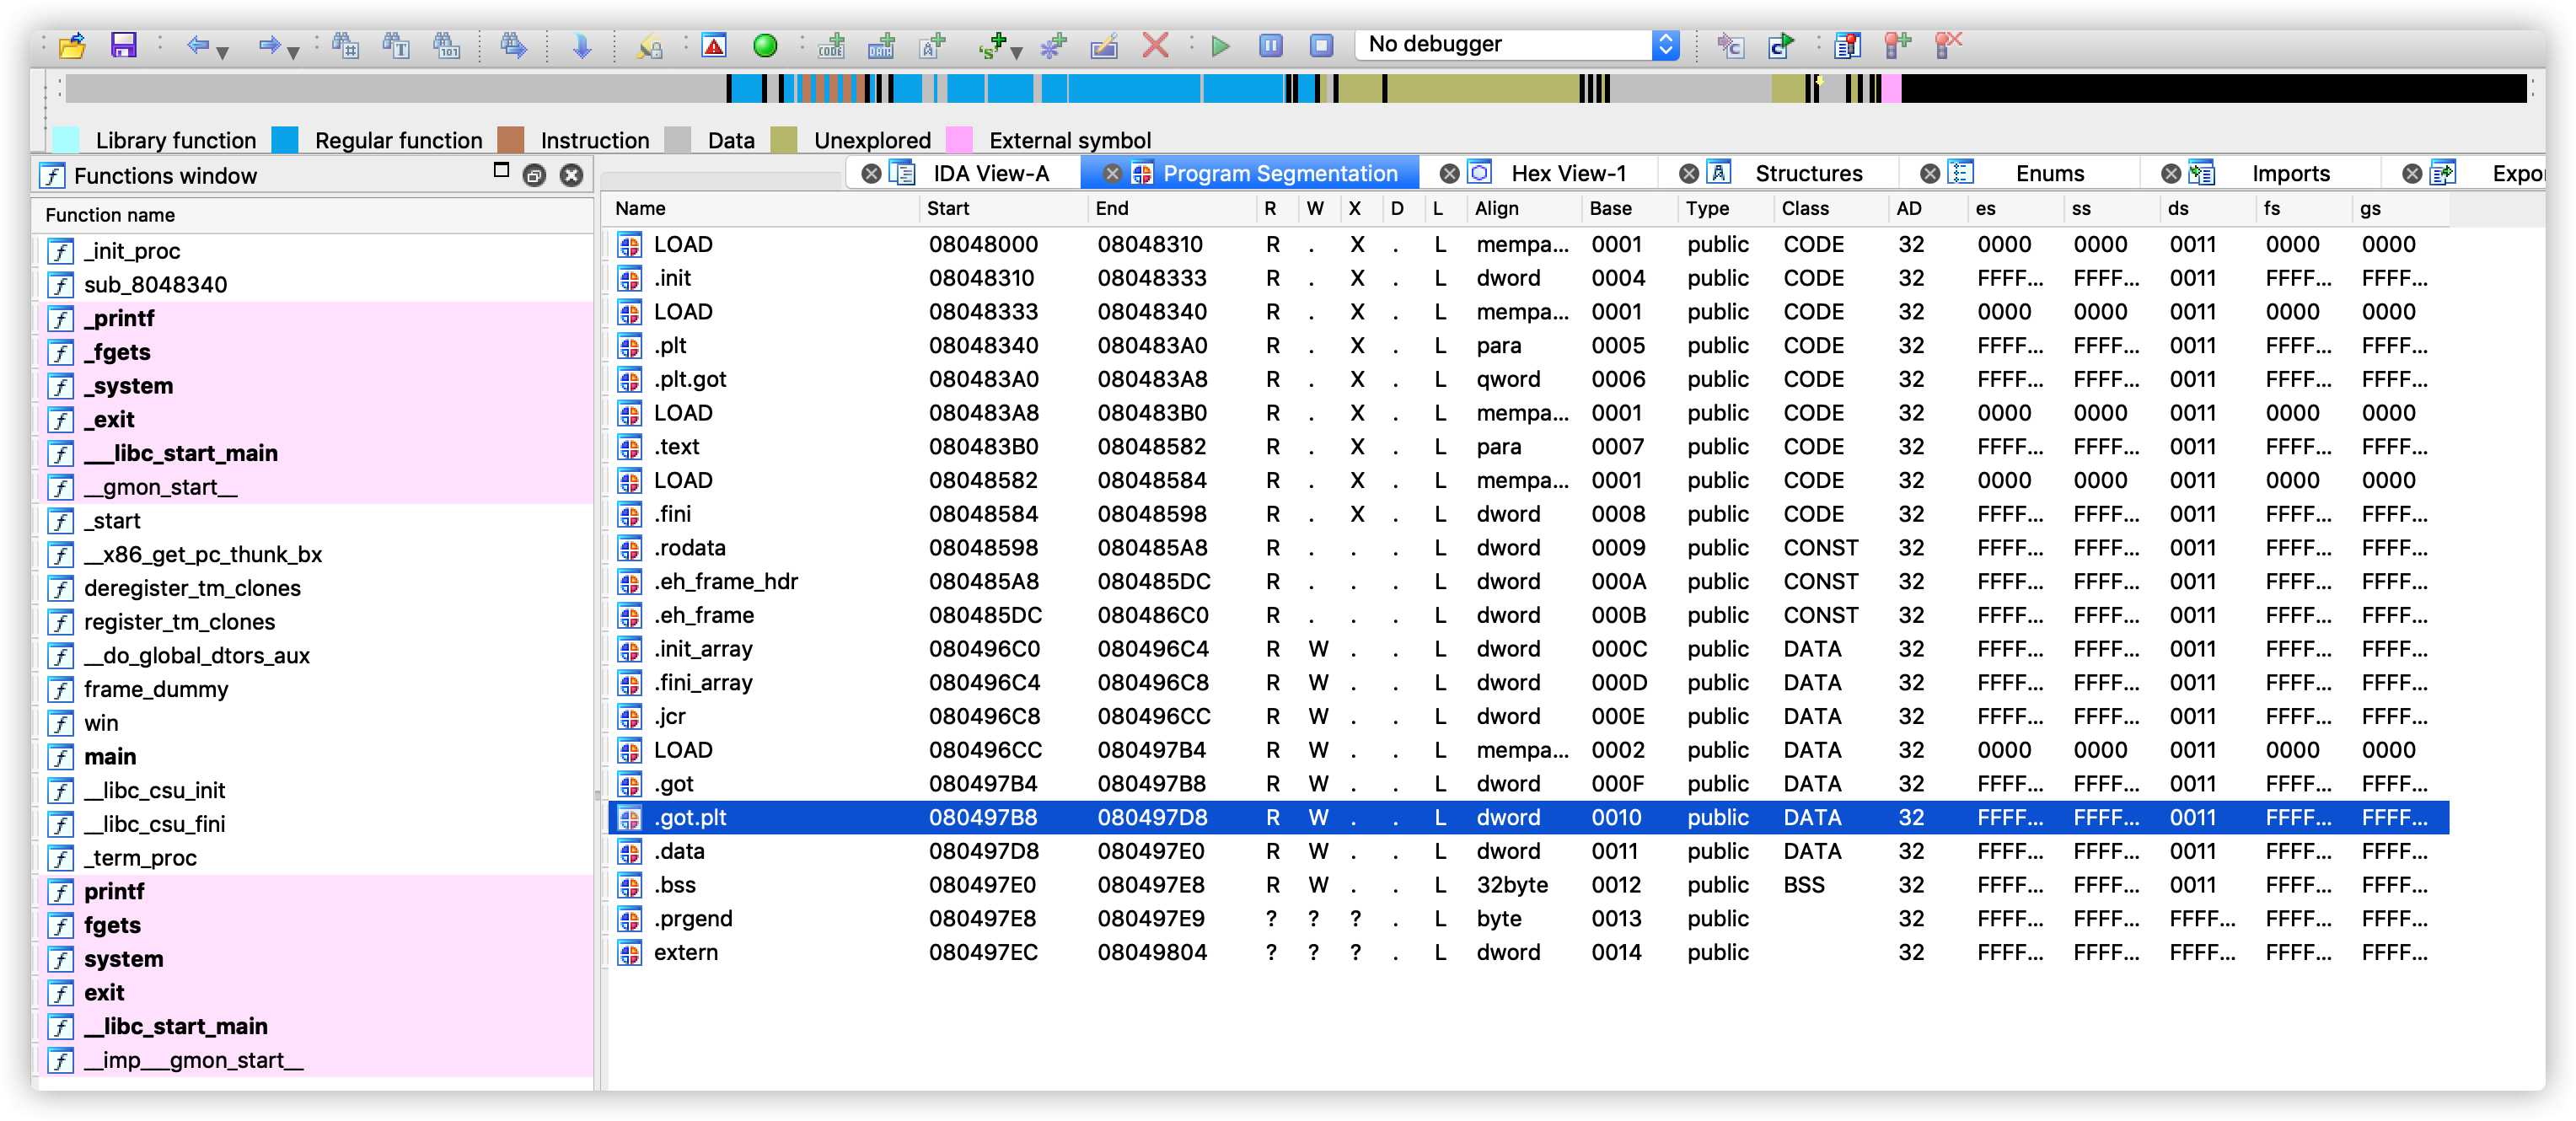 No debugger
Library function Regular function Instruction Data Unexplored External symbol
Functions window IDA View-A Program Segmentation Hex View-1 Structures Enums Imports Expo
Function name
_init_proc
sub_8048340
_printf
_fgets
_system
_exit
___libc_start_main
__gmon_start__
_start
__x86_get_pc_thunk_bx
deregister_tm_clones
register_tm_clones
__do_global_dtors_aux
frame_dummy
win
main
__libc_csu_init
__libc_csu_fini
_term_proc
printf
fgets
system
exit
__libc_start_main
__imp___gmon_start__
Name Start End R W X D L Align Base Type Class AD es ss ds fs gs
LOAD 08048000 08048310 R . X . L mempa... 0001 public CODE 32 0000 0000 0011 0000 0000
.init 08048310 08048333 R . X . L dword 0004 public CODE 32 FFFF... FFFF... 0011 FFFF... FFFF...
LOAD 08048333 08048340 R . X . L mempa... 0001 public CODE 32 0000 0000 0011 0000 0000
.plt 08048340 080483A0 R . X . L para 0005 public CODE 32 FFFF... FFFF... 0011 FFFF... FFFF...
.plt.got 080483A0 080483A8 R . X . L qword 0006 public CODE 32 FFFF... FFFF... 0011 FFFF... FFFF...
LOAD 080483A8 080483B0 R . X . L mempa... 0001 public CODE 32 0000 0000 0011 0000 0000
.text 080483B0 08048582 R . X . L para 0007 public CODE 32 FFFF... FFFF... 0011 FFFF... FFFF...
LOAD 08048582 08048584 R . X . L mempa... 0001 public CODE 32 0000 0000 0011 0000 0000
.fini 08048584 08048598 R . X . L dword 0008 public CODE 32 FFFF... FFFF... 0011 FFFF... FFFF...
.rodata 08048598 080485A8 R . . . L dword 0009 public CONST 32 FFFF... FFFF... 0011 FFFF... FFFF...
.eh_frame_hdr 080485A8 080485DC R . . . L dword 000A public CONST 32 FFFF... FFFF... 0011 FFFF... FFFF...
.eh_frame 080485DC 080486C0 R . . . L dword 000B public CONST 32 FFFF... FFFF... 0011 FFFF... FFFF...
.init_array 080496C0 080496C4 R W . . L dword 000C public DATA 32 FFFF... FFFF... 0011 FFFF... FFFF...
.fini_array 080496C4 080496C8 R W . . L dword 000D public DATA 32 FFFF... FFFF... 0011 FFFF... FFFF...
.jcr 080496C8 080496CC R W . . L dword 000E public DATA 32 FFFF... FFFF... 0011 FFFF... FFFF...
LOAD 080496CC 080497B4 R W . . L mempa... 0002 public DATA 32 0000 0000 0011 0000 0000
.got 080497B4 080497B8 R W . . L dword 000F public DATA 32 FFFF... FFFF... 0011 FFFF... FFFF...
.got.plt 080497B8 080497D8 R W . . L dword 0010 public DATA 32 FFFF... FFFF... 0011 FFFF... FFFF...
.data 080497D8 080497E0 R W . . L dword 0011 public DATA 32 FFFF... FFFF... 0011 FFFF... FFFF...
.bss 080497E0 080497E8 R W . . L 32byte 0012 public BSS 32 FFFF... FFFF... 0011 FFFF... FFFF...
.prgend 080497E8 080497E9 ? ? ? . L byte 0013 public 32 FFFF... FFFF... FFFF... FFFF... FFFF...
extern 080497EC 08049804 ? ? ? . L dword 0014 public 32 FFFF... FFFF... FFFF... FFFF... FFFF...